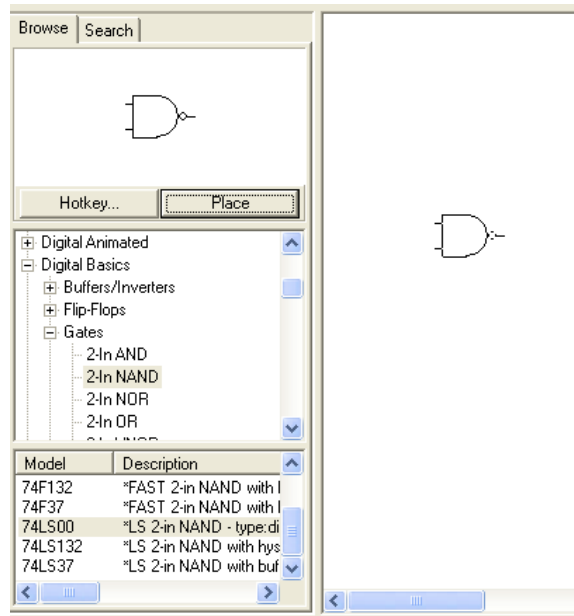 Browse Search
Hotkey... Place
Digital Animated
Digital Basics
Buffers/Inverters
Flip-Flops
Gates
2-In AND
2-In NAND
2-In NOR
2-In OR
Model Description
74F132 *FAST 2-in NAND with
74F37 *FAST 2-in NAND with
74LS00 *LS 2-in NAND - type:di
74LS132 *LS 2-in NAND with hys
74LS37 *LS 2-in NAND with buf